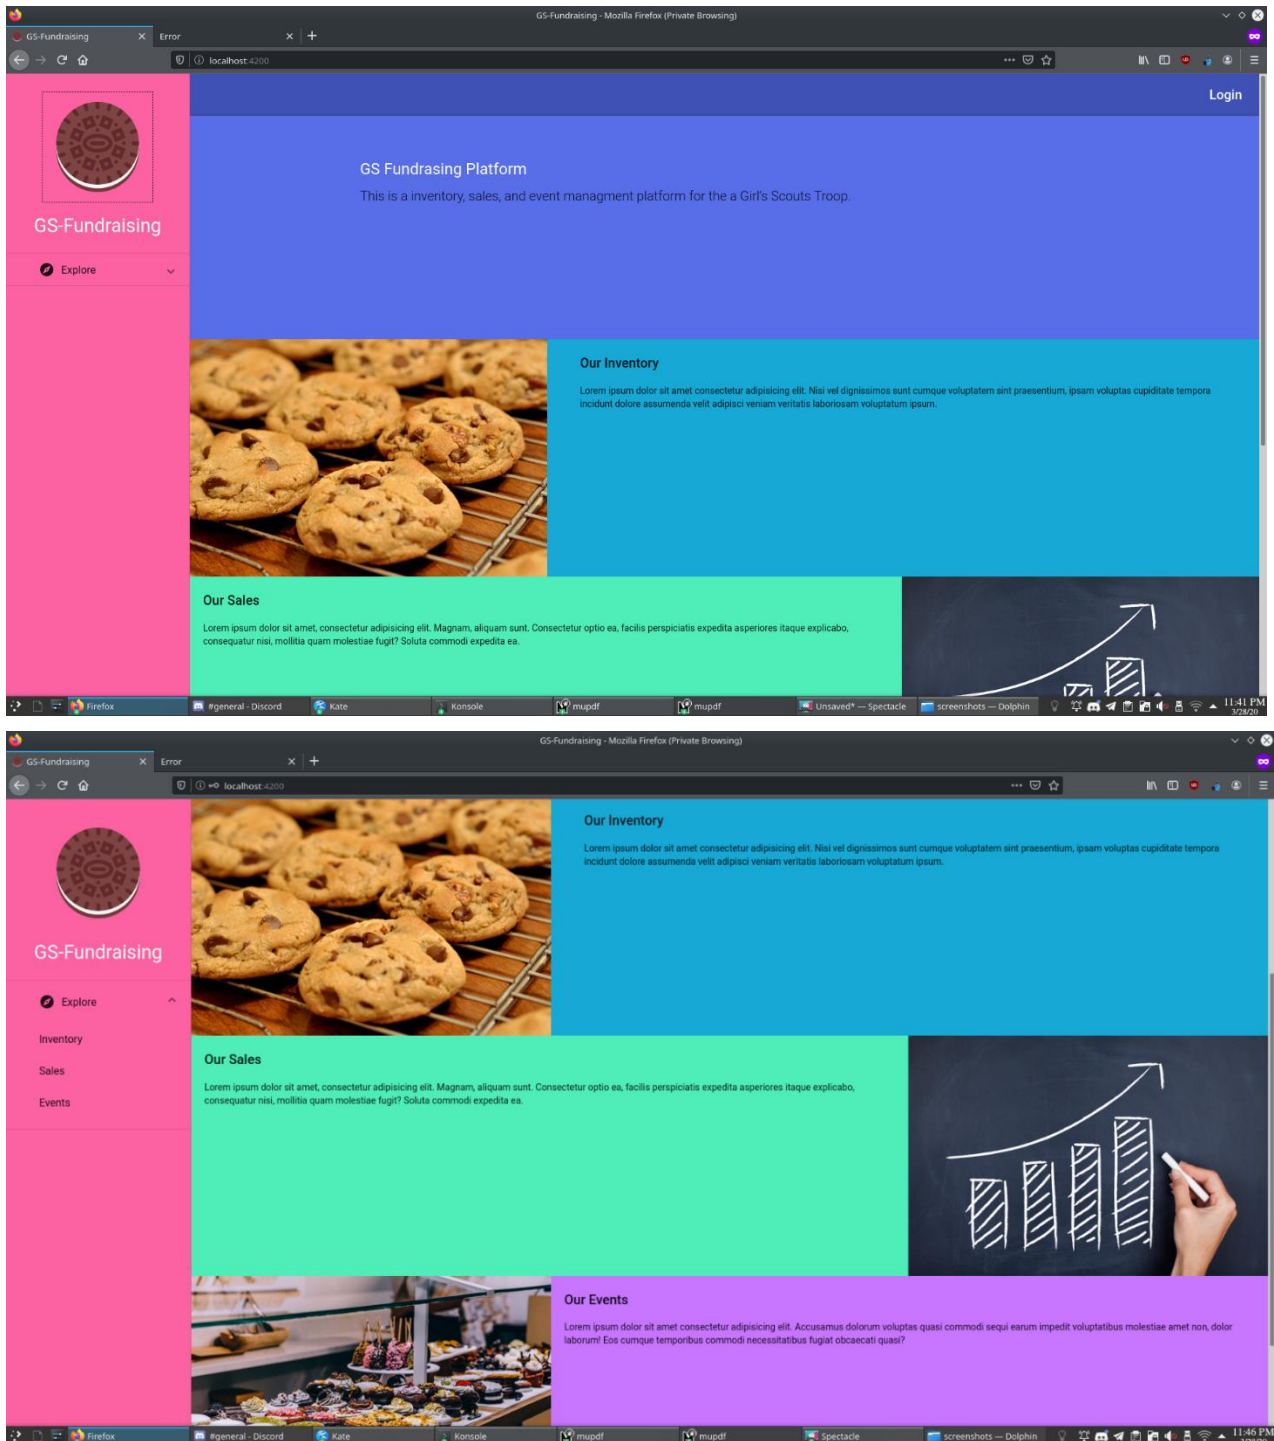 GS-Fundraising - Mozilla Firefox (Private Browsing)
GS-Fundraising
Error
localhost:4200
Login
GS-Fundraising
Explore
GS Fundrasing Platform
This is a inventory, sales, and event managment platform for the a Girl's Scouts Troop.
Our Inventory
Lorem ipsum dolor sit amet consectetur adipisicing elit. Nisi vel dignissimos sunt cumque voluptatem sint praesentium, ipsam voluptas cupiditate tempora
incidunt dolore assumenda velit adipisci veniam veritatis laboriosam voluptatum ipsum.
Our Sales
Lorem ipsum dolor sit amet, consectetur adipisicing elit. Magnam, aliquam sunt. Consectetur optio ea, facilis perspiciatis expedita asperiores itaque explicabo,
consequatur nisi, mollitia quam molestiae fugit? Soluta commodi expedita ea.
Firefox
#general - Discord
Kate
Konsole
mupdf
mupdf
Unsaved* — Spectacle
screenshots — Dolphin
11:41 PM
3/28/20
GS-Fundraising - Mozilla Firefox (Private Browsing)
GS-Fundraising
Error
localhost:4200
GS-Fundraising
Explore
Inventory
Sales
Events
Our Inventory
Lorem ipsum dolor sit amet consectetur adipisicing elit. Nisi vel dignissimos sunt cumque voluptatem sint praesentium, ipsam voluptas cupiditate tempora
incidunt dolore assumenda velit adipisci veniam veritatis laboriosam voluptatum ipsum.
Our Sales
Lorem ipsum dolor sit amet, consectetur adipisicing elit. Magnam, aliquam sunt. Consectetur optio ea, facilis perspiciatis expedita asperiores itaque explicabo,
consequatur nisi, mollitia quam molestiae fugit? Soluta commodi expedita ea.
Our Events
Lorem ipsum dolor sit amet consectetur adipisicing elit. Accusamus dolorum voluptas quasi commodi sequi earum impedit voluptatibus molestiae amet non, dolor
laborum! Eos cumque temporibus commodi necessitatibus fugiat obcaecati quasi?
Firefox
#general - Discord
Kate
Konsole
mupdf
mupdf
Spectacle
screenshots — Dolphin
11:46 PM